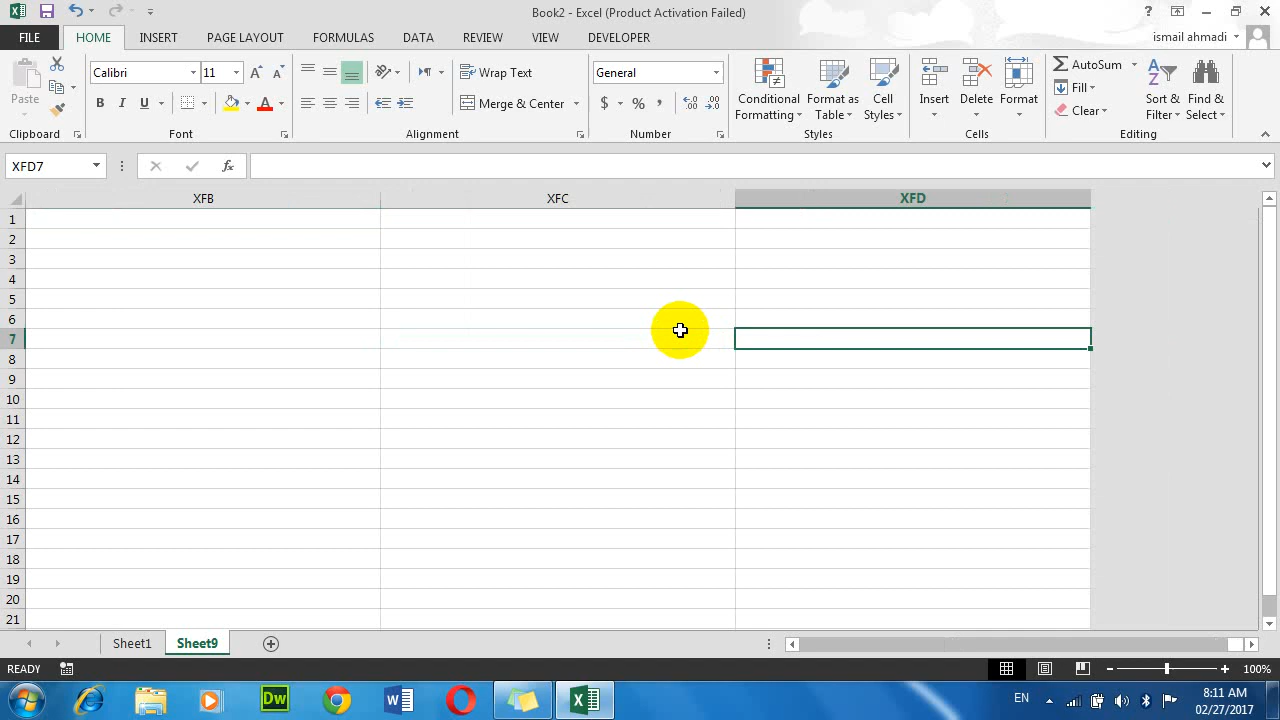 Book2 - Excel (Product Activation Failed)
FILE HOME INSERT PAGE LAYOUT FORMULAS DATA REVIEW VIEW DEVELOPER ismail ahmadi
Calibri 11 Wrap Text General AutoSum
Paste B I U Merge & Center $ % , Conditional Formatting Format as Table Cell Styles Insert Delete Format Fill Clear Sort & Filter Find & Select
Clipboard Font Alignment Number Styles Cells Editing
XFD7 fx
XFB XFC XFD
1
2
3
4
5
6
7
8
9
10
11
12
13
14
15
16
17
18
19
20
21
Sheet1 Sheet9
READY 100%
Dw EN 8:11 AM
02/27/2017